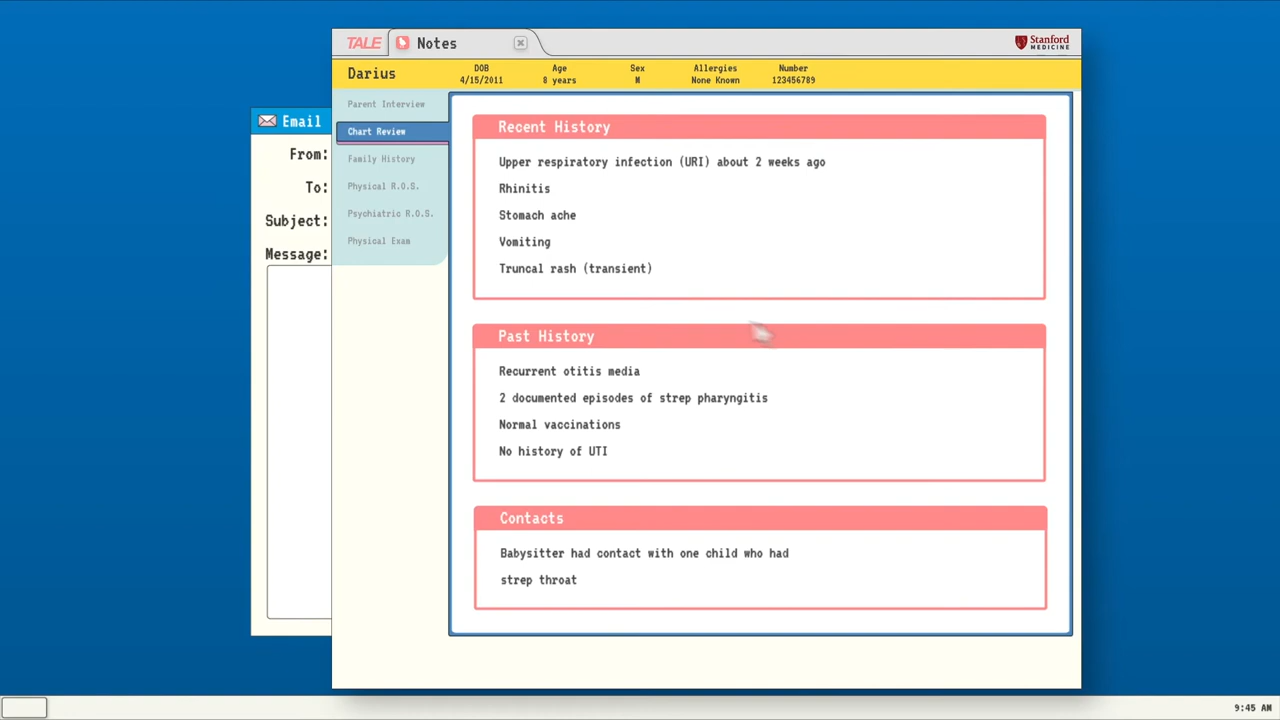 TALE
Notes
Stanford
MEDICINE
Darius
DOB
4/15/2011
Age
8 years
Sex
M
Allergies
None Known
Number
123456789
Parent Interview
Chart Review
Family History
Physical R.O.S.
Psychiatric R.O.S.
Physical Exam
Email
From:
To:
Subject:
Message:
Recent History
Upper respiratory infection (URI) about 2 weeks ago
Rhinitis
Stomach ache
Vomiting
Truncal rash (transient)
Past History
Recurrent otitis media
2 documented episodes of strep pharyngitis
Normal vaccinations
No history of UTI
Contacts
Babysitter had contact with one child who had
strep throat
9:45 AM